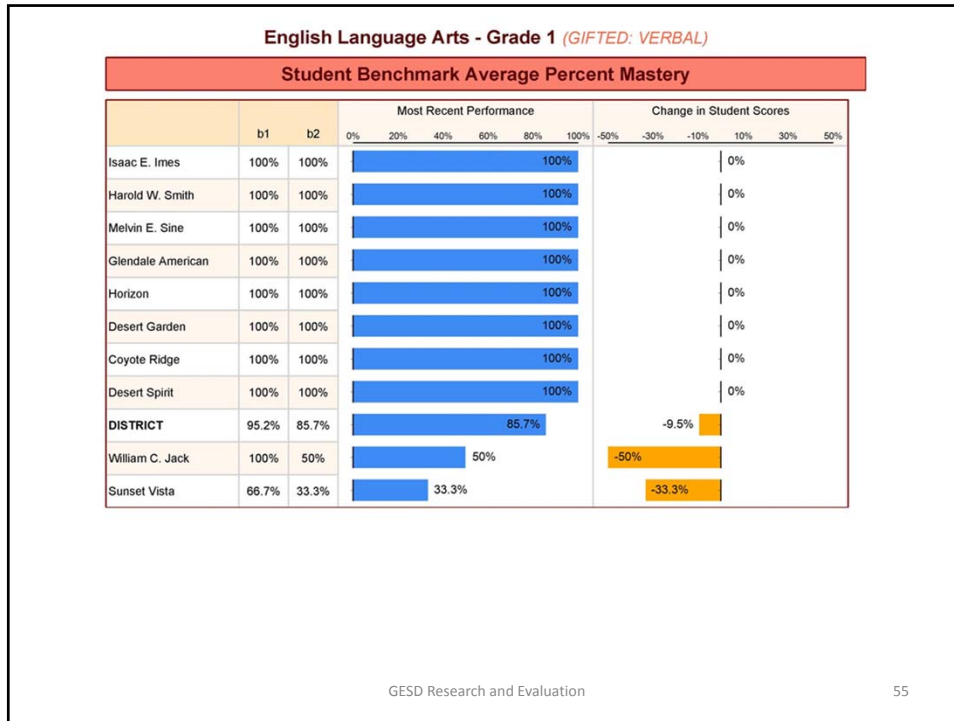 English Language Arts - Grade 1 (GIFTED: VERBAL)
Student Benchmark Average Percent Mastery
Most Recent Performance Change in Student Scores
b1 b2 0% 20% 40% 60% 80% 100% -50% -30% -10% 10% 30% 50%
Isaac E. Imes 100% 100% 100% 0%
Harold W. Smith 100% 100% 100% 0%
Melvin E. Sine 100% 100% 100% 0%
Glendale American 100% 100% 100% 0%
Horizon 100% 100% 100% 0%
Desert Garden 100% 100% 100% 0%
Coyote Ridge 100% 100% 100% 0%
Desert Spirit 100% 100% 100% 0%
DISTRICT 95.2% 85.7% 85.7% -9.5%
William C. Jack 100% 50% 50% -50%
Sunset Vista 66.7% 33.3% 33.3% -33.3%
GESD Research and Evaluation 55